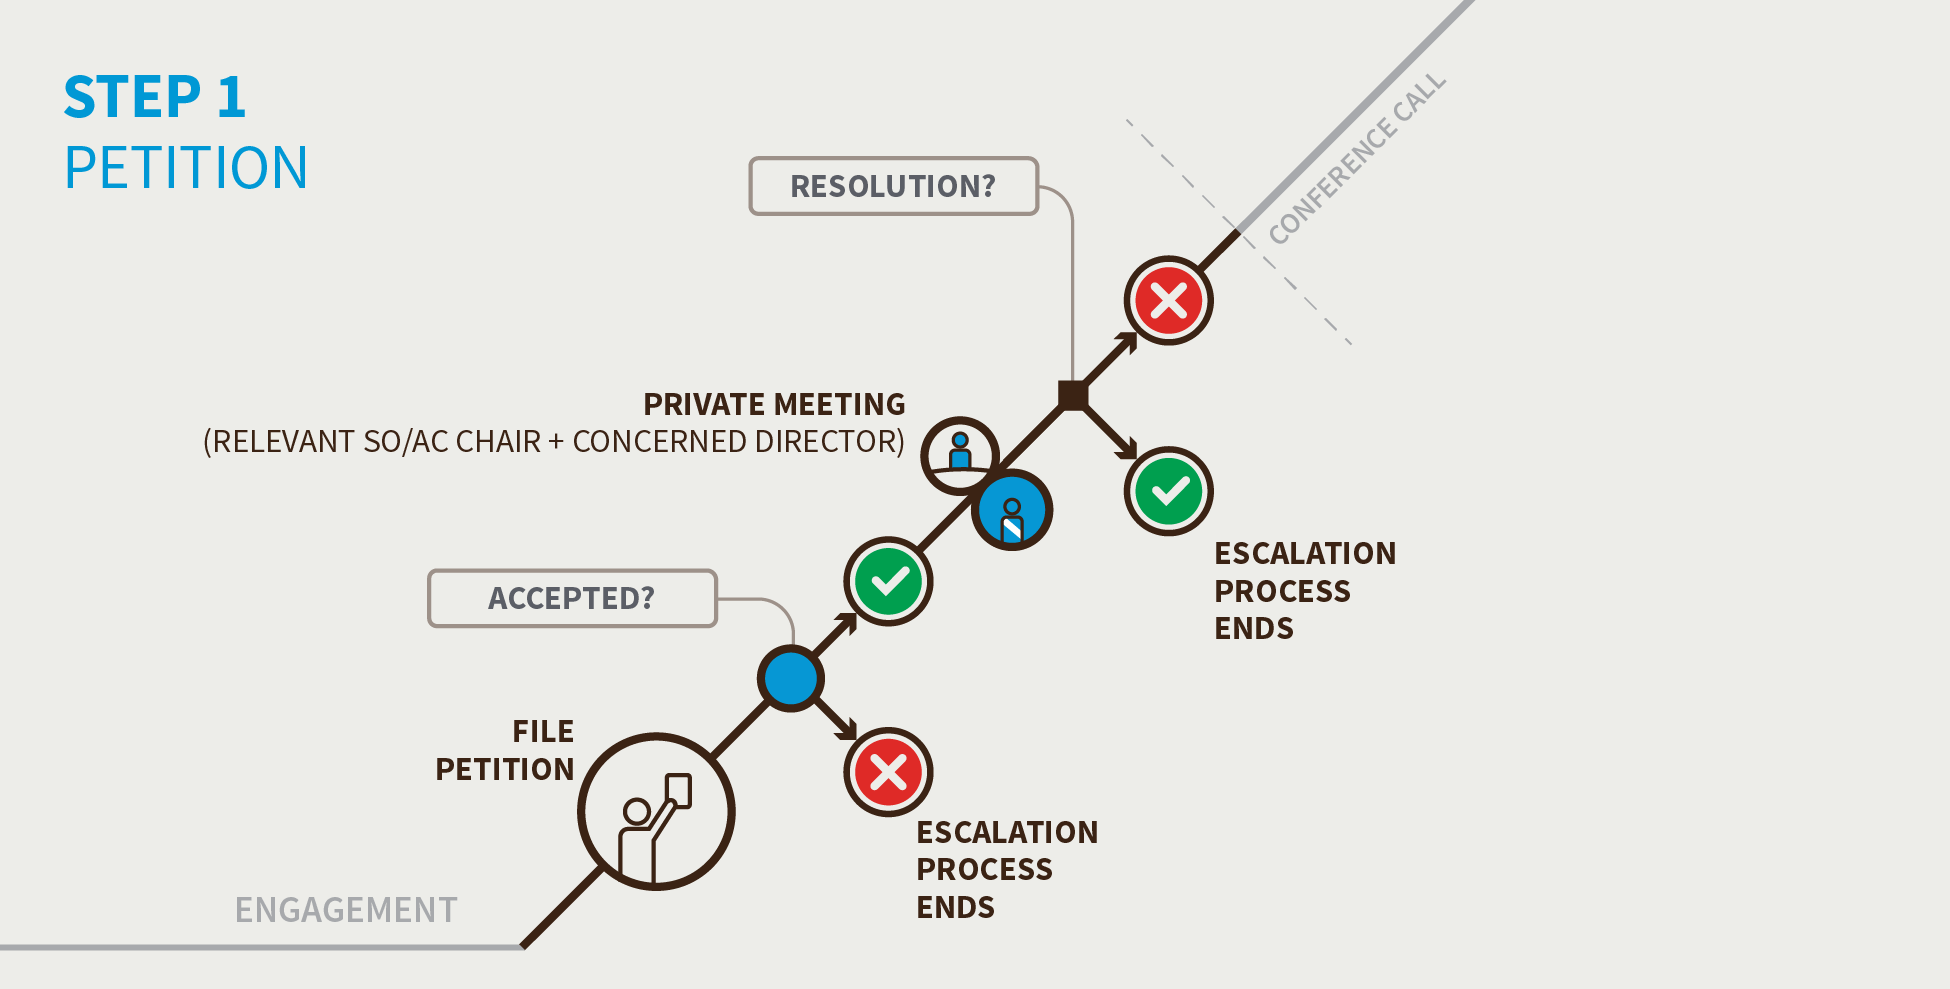 STEP 1
PETITION
CONFERENCE CALL
RESOLUTION?
PRIVATE MEETING
(RELEVANT SO/AC CHAIR + CONCERNED DIRECTOR)
ESCALATION
PROCESS
ENDS
ACCEPTED?
FILE
PETITION
ESCALATION
PROCESS
ENDS
ENGAGEMENT